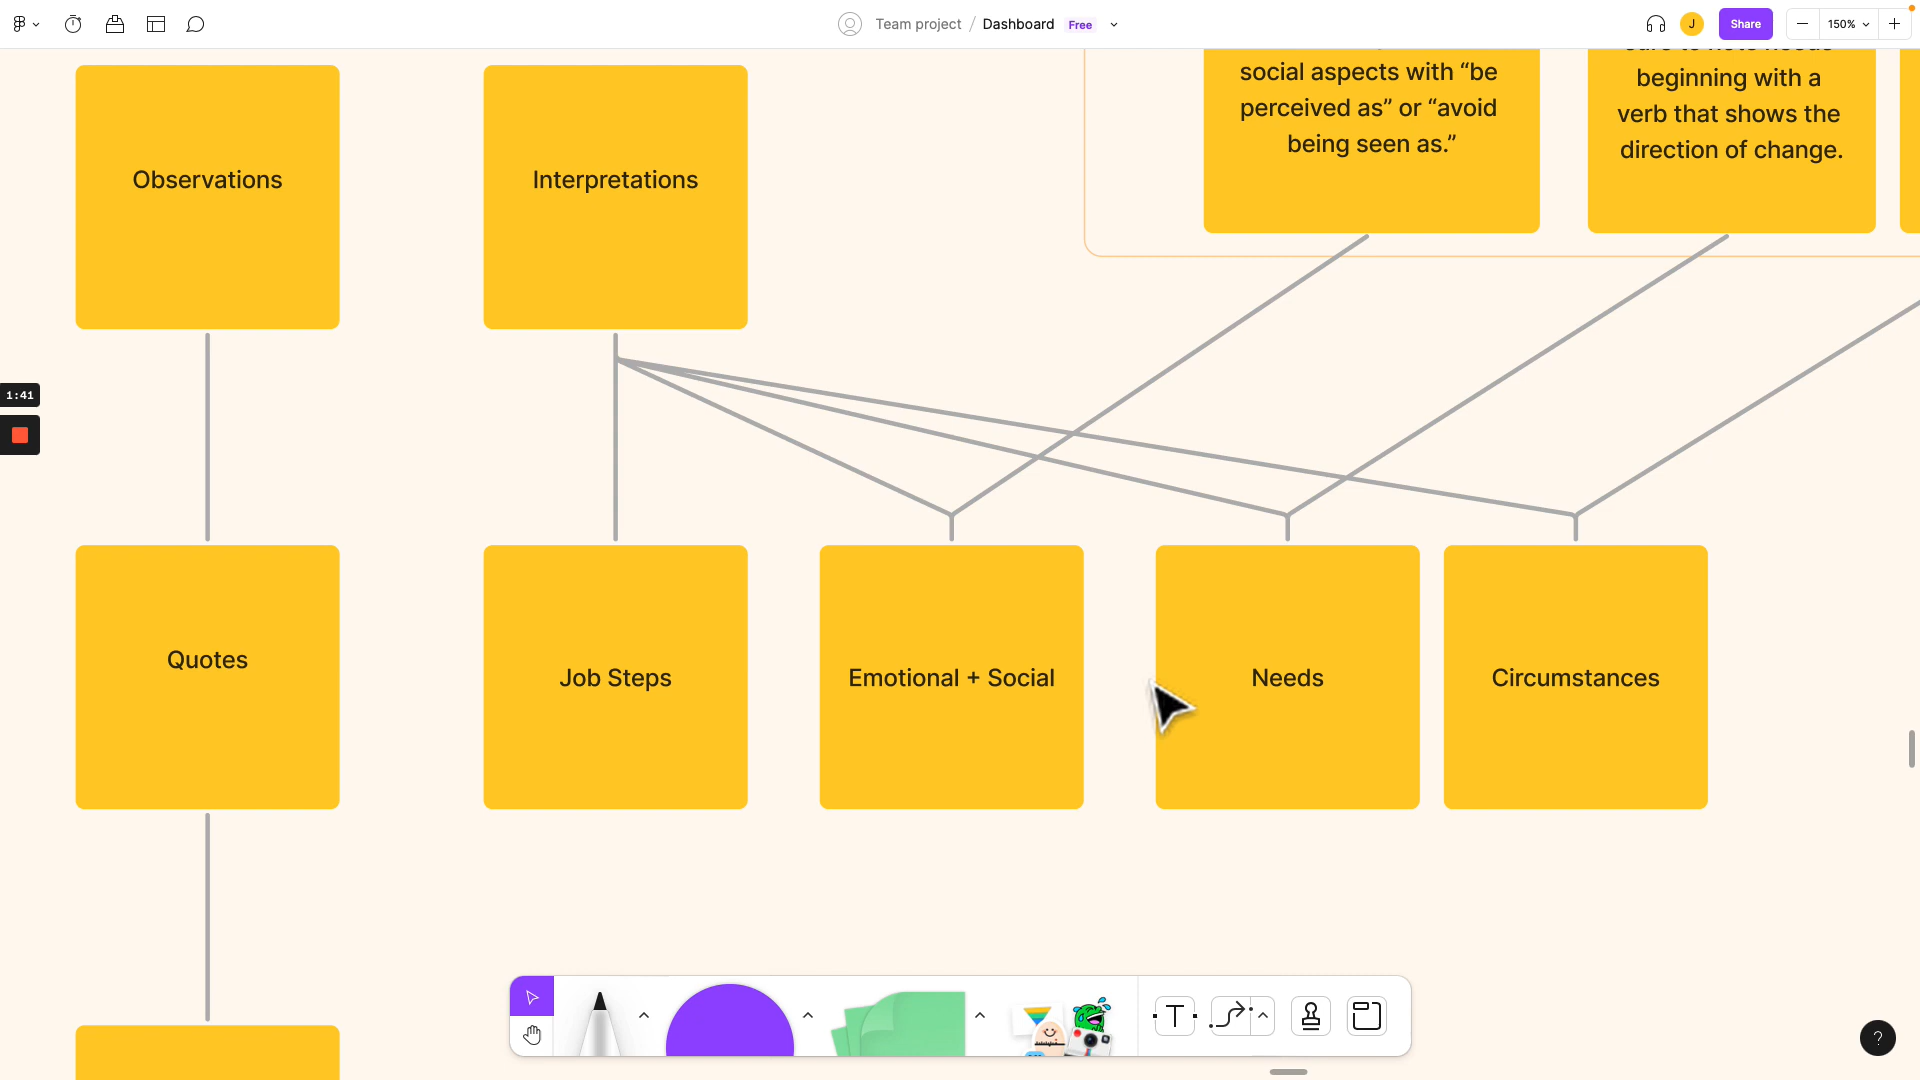 Team project / Dashboard Free
J
Share
150%
social aspects with “be
perceived as” or “avoid
being seen as.”
beginning with a
verb that shows the
direction of change.
Observations
Interpretations
1:41
Quotes
Job Steps
Emotional + Social
Needs
Circumstances
T
?